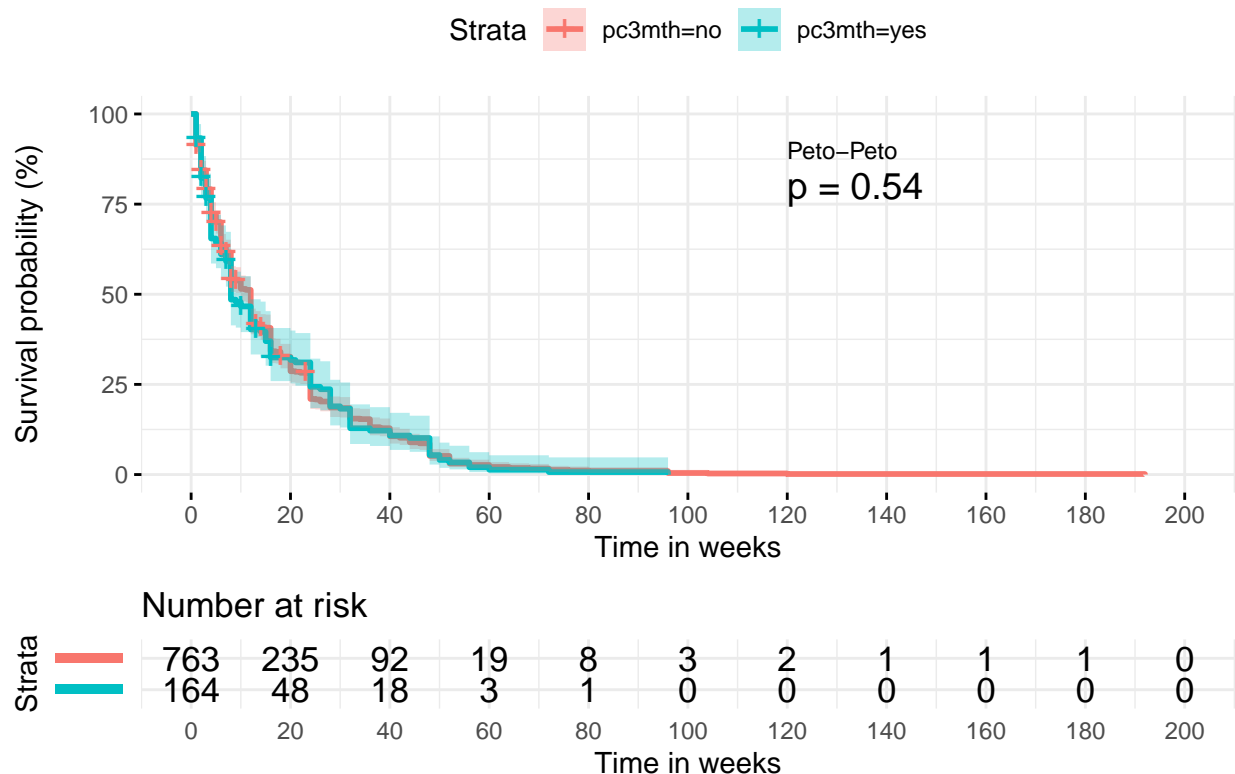 Strata pc3mth=no pc3mth=yes
Survival probability (%)
100
75
50
25
0
Peto−Peto
p = 0.54
0 20 40 60 80 100 120 140 160 180 200
Time in weeks
Number at risk
Strata
763 235 92 19 8 3 2 1 1 1 0
164 48 18 3 1 0 0 0 0 0 0
0 20 40 60 80 100 120 140 160 180 200
Time in weeks